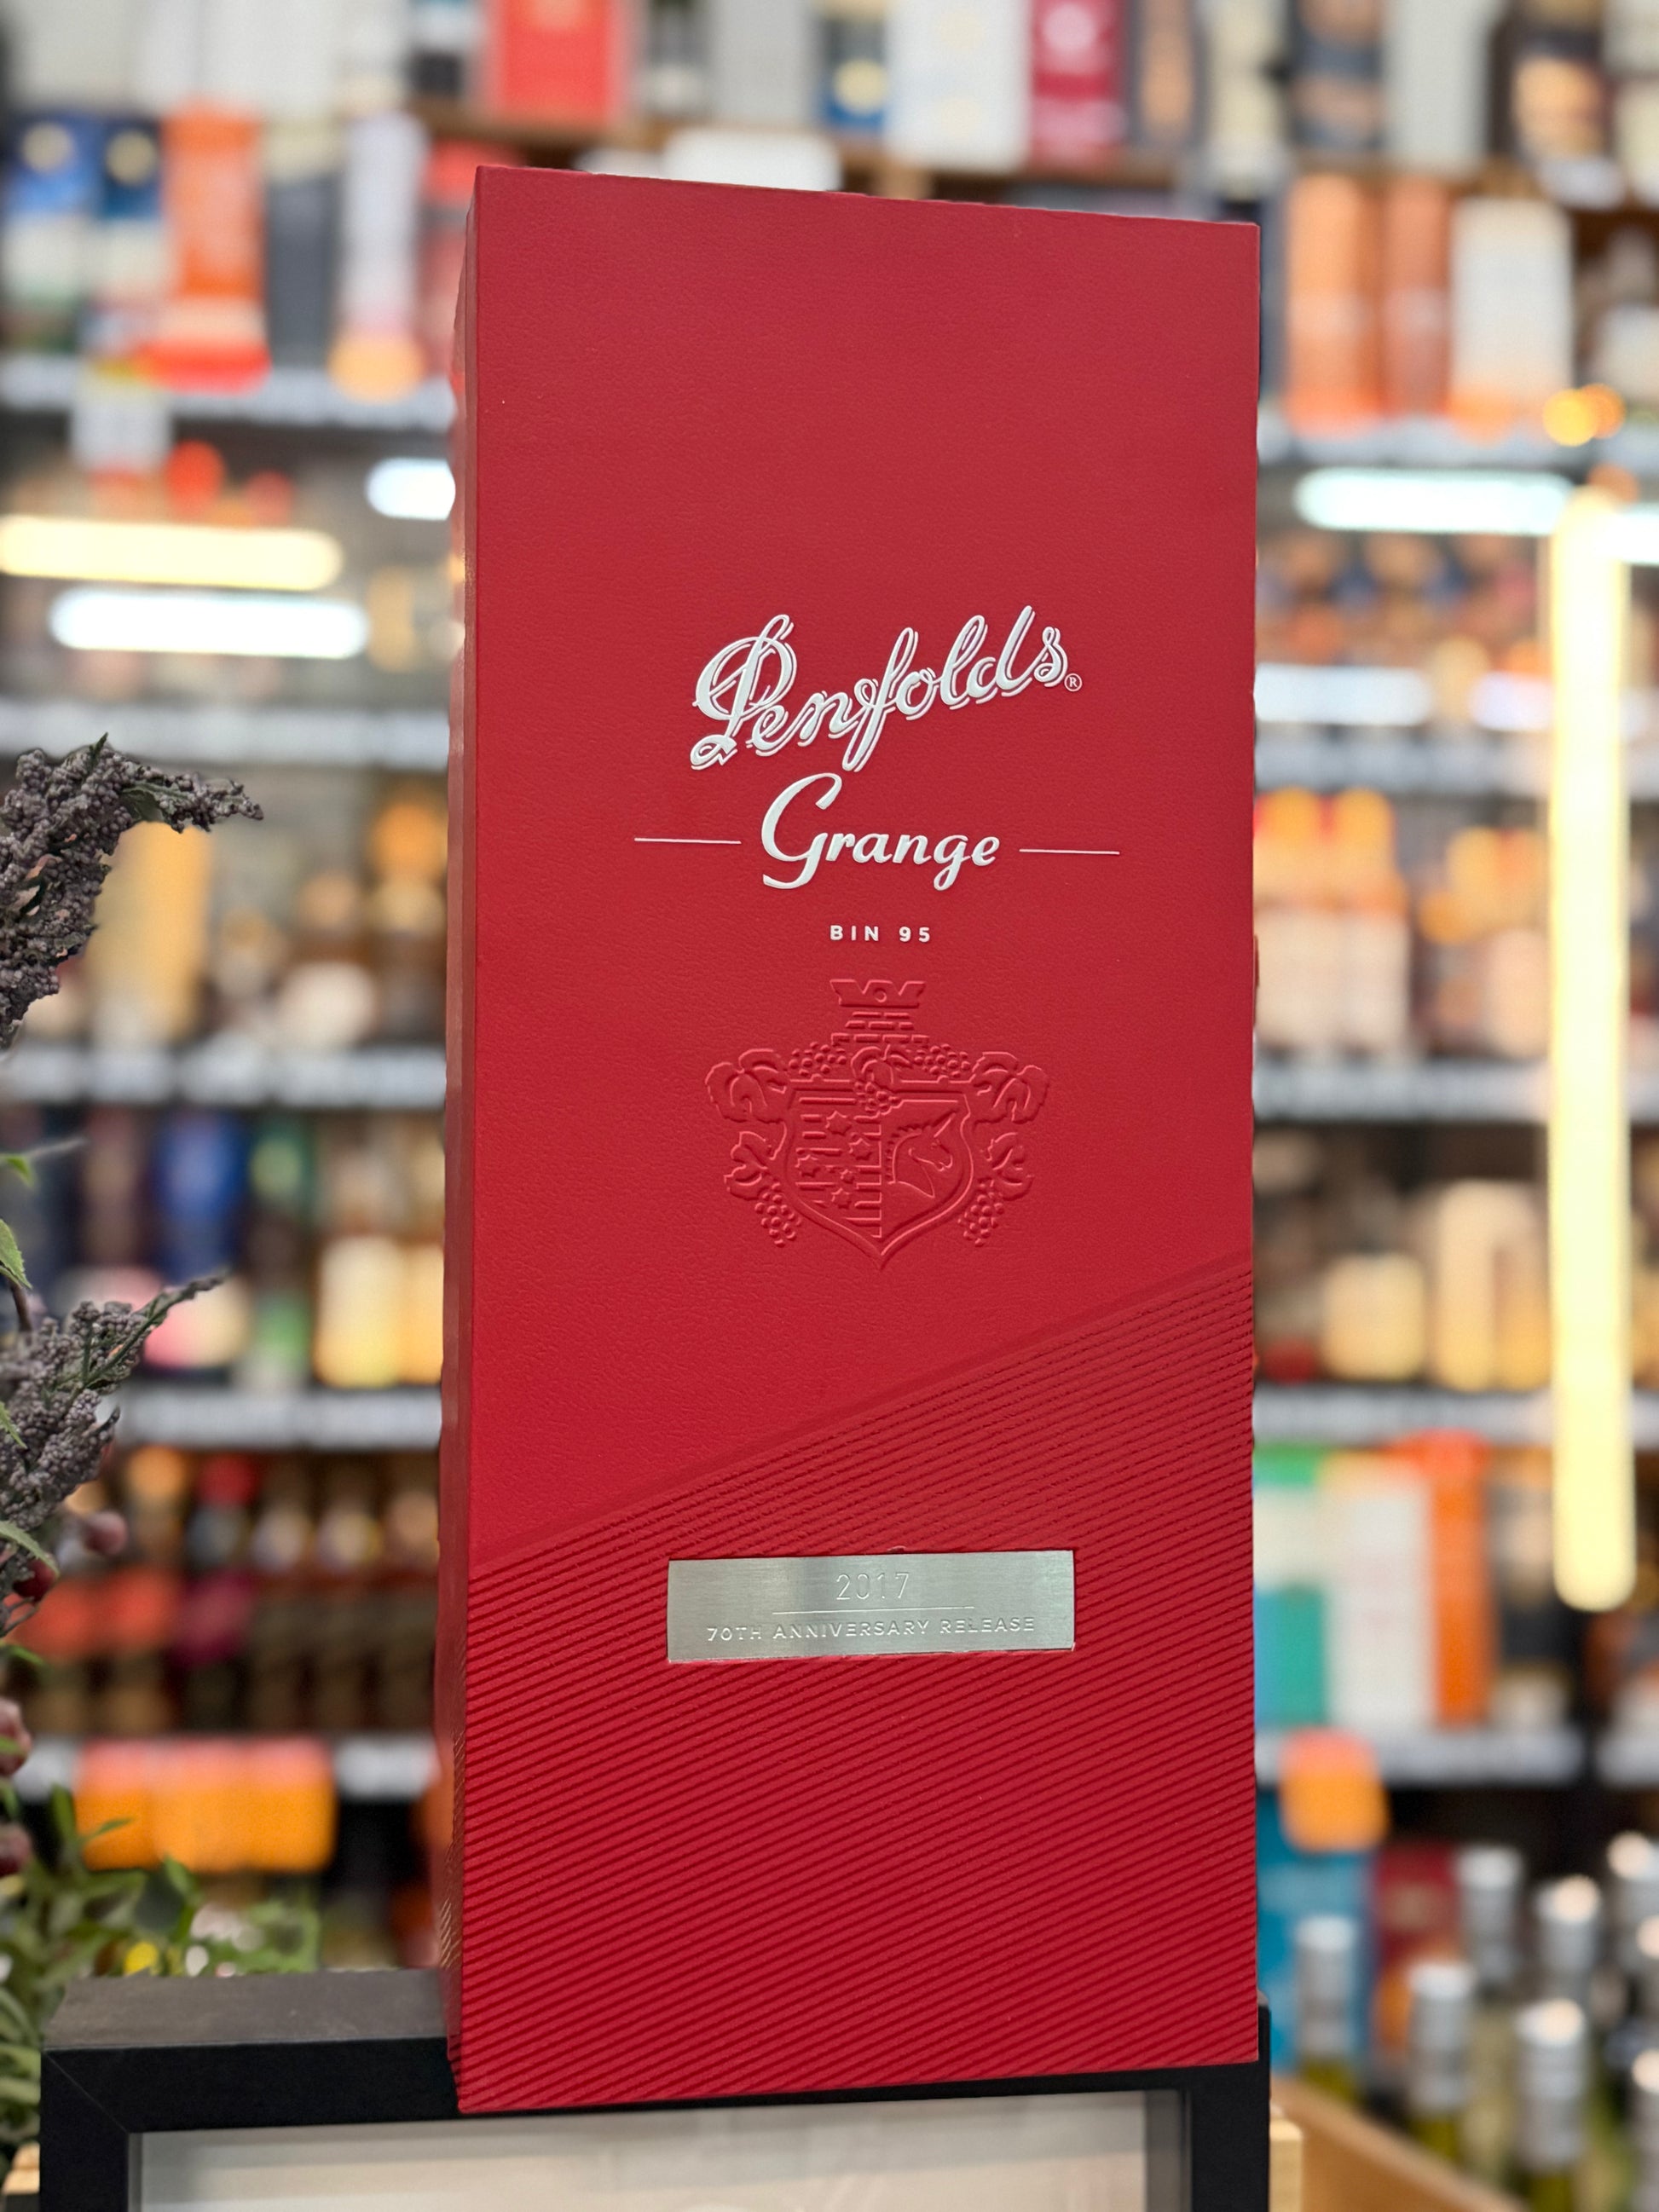 Penfolds®
Grange
BIN 95
2017
70TH ANNIVERSARY RELEASE